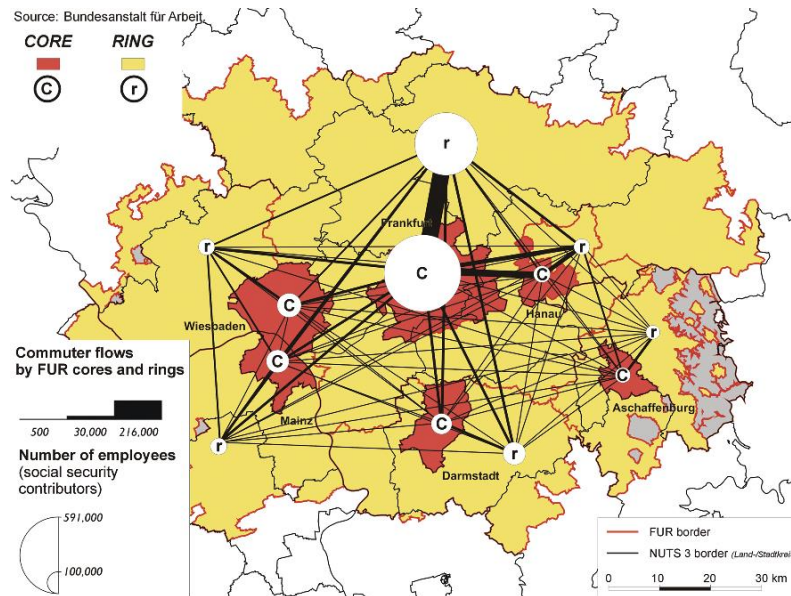 Source: Bundesanstalt für Arbeit
CORE RING
C r
r
Frankfurt
r r
C
C
C
Wiesbaden
Hanau
r
C
C
Mainz
Aschaffenburg
C
r
r
Darmstadt
Commuter flows
by FUR cores and rings
500 30,000 216,000
Number of employees
(social security
contributors)
591,000
100,000
FUR border
NUTS 3 border (Land-/Stadtkrei
0 10 20 30 km